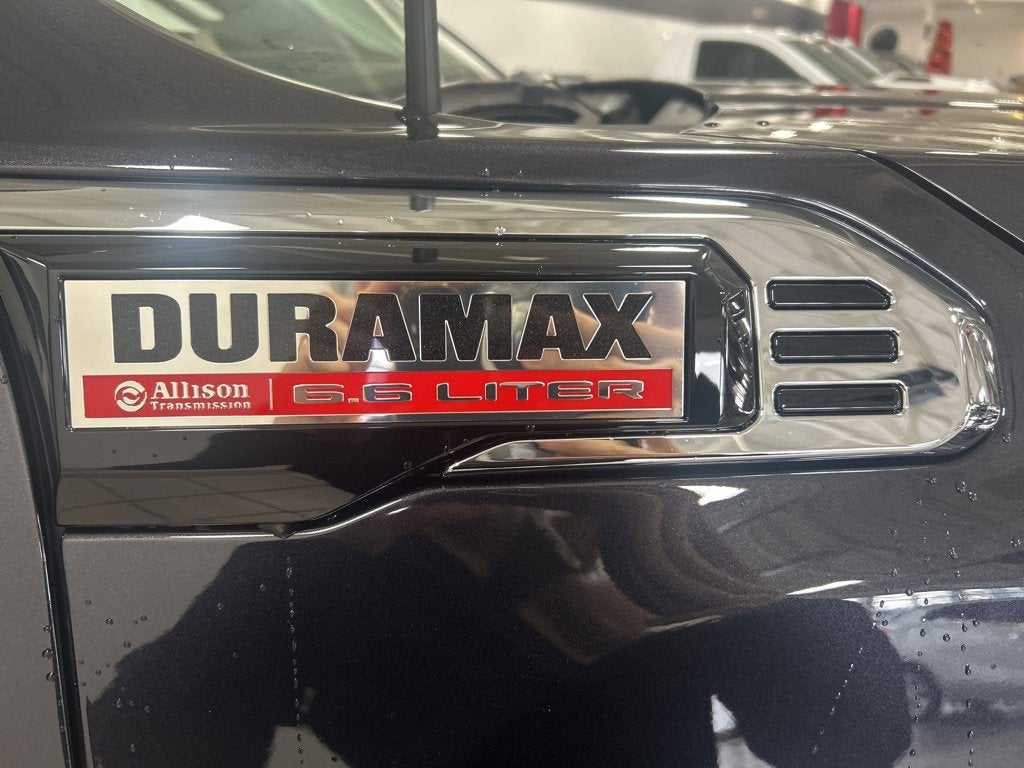 DURAMAX
Allison 6.6 LITER
Transmission